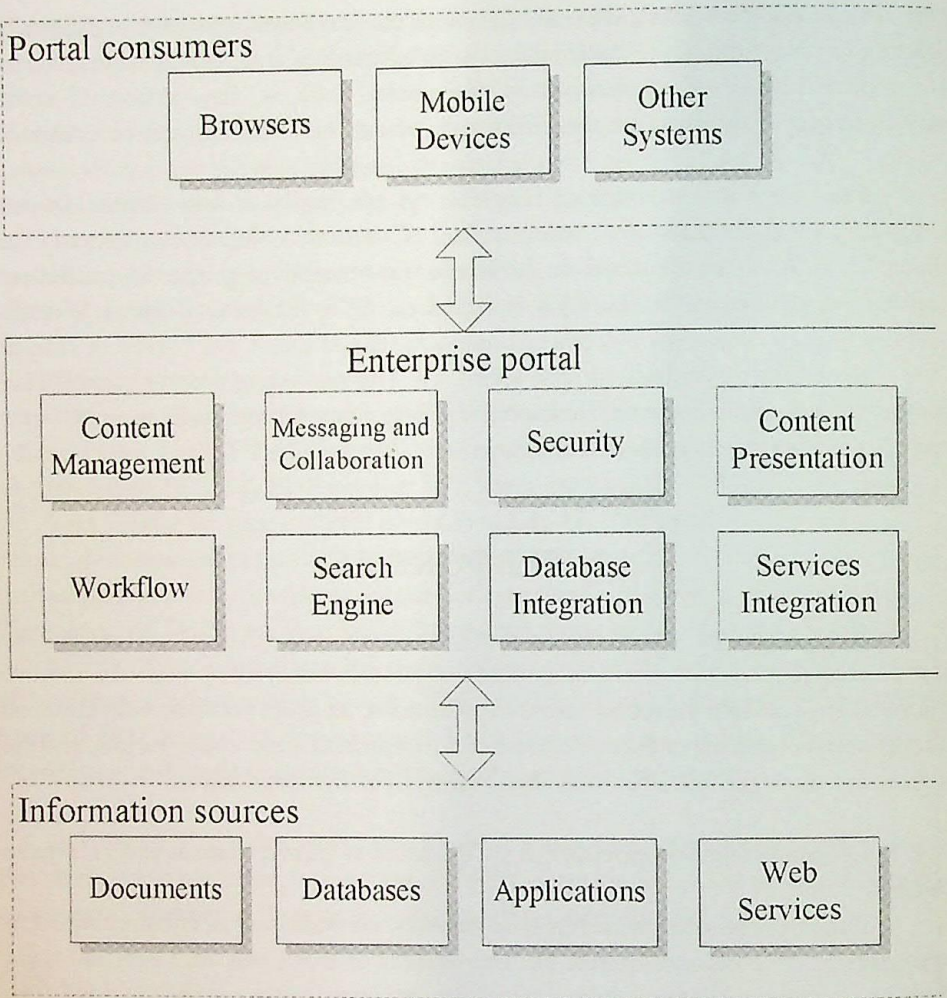 Portal consumers
Browsers
Mobile
Devices
Other
Systems
Enterprise portal
Content
Management
Messaging and
Collaboration
Security
Content
Presentation
Workflow
Search
Engine
Database
Integration
Services
Integration
Information sources
Documents
Databases
Applications
Web
Services